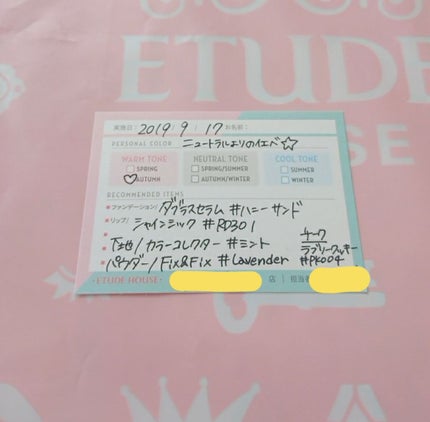 ETUDE
HOUSE
実施日 2019 9 17 お名前:
PERSONAL COLOR ニュートラルよりのイエベ☆
WARM TONE
SPRING
AUTUMN
NEUTRAL TONE
SPRING/SUMMER
AUTUMN/WINTER
COOL TONE
SUMMER
WINTER
RECOMMENDED ITEMS
ファンデーション/ダブラスセラム #ハニーサンド
リップ/シャインシック #RD301
下地/カラーコレクター #ミント
パウダー/Fix&Fix #Lavender
チーク
ラブリークッキー
#PK004
ETUDE HOUSE
店 | 担当者